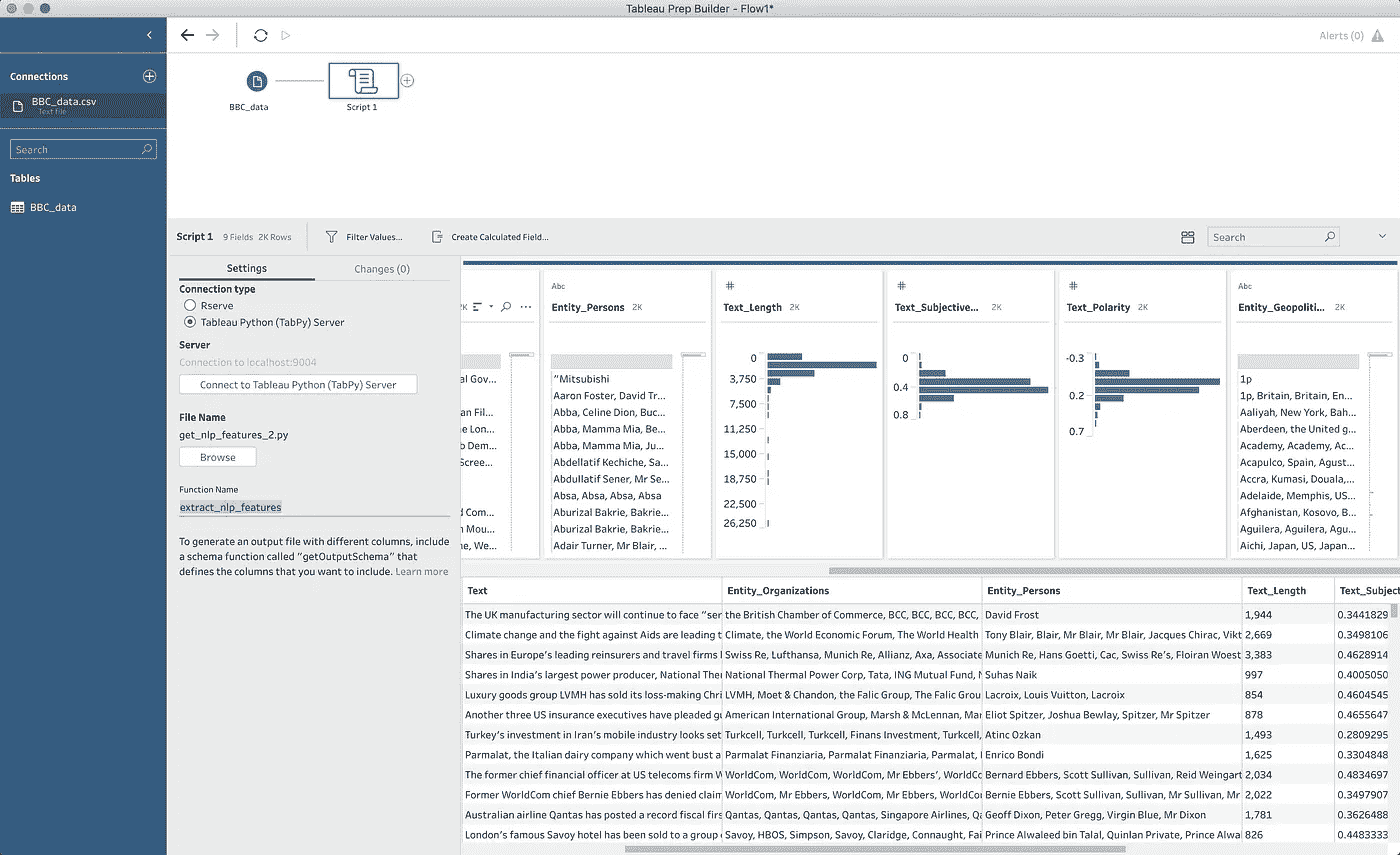 Tableau Prep Builder - Flow1*
Alerts (0)
Connections
BBC_data.csv
Text file
Search
Tables
BBC_data
BBC_data
Script 1
Script 1 9 Fields 2K Rows Filter Values... Create Calculated Field... Search
Settings Changes (0)
Connection type
Rserve
Tableau Python (TabPy) Server
Server
Connection to localhost:9004
Connect to Tableau Python (TabPy) Server
File Name
get_nlp_features_2.py
Browse
Function Name
extract_nlp_features
To generate an output file with different columns, include
a schema function called "getOutputSchema" that
defines the columns that you want to include. Learn more
al Gov...
an Fil...
e Lon...
b Dem...
Scree...
d Com...
n Mou...
ne, We...
Abc
Entity_Persons 2K
"Mitsubishi
Aaron Foster, David Tr...
Abba, Celine Dion, Buc...
Abba, Mamma Mia, Be...
Abba, Mamma Mia, Ju...
Abdellatif Kechiche, Sa...
Abdullatif Sener, Mr Se...
Absa, Absa, Absa, Absa
Aburizal Bakrie, Bakrie...
Aburizal Bakrie, Bakrie...
Adair Turner, Mr Blair, ...
#
Text_Length 2K
0
3,750
7,500
11,250
15,000
18,750
22,500
26,250
#
Text_Subjective... 2K
0
0.4
0.8
#
Text_Polarity 2K
-0.3
0.2
0.7
Abc
Entity_Geopoliti... 2K
1p
1p, Britain, Britain, En...
Aaliyah, New York, Bah...
Aberdeen, the United g...
Academy, Academy, Ac...
Acapulco, Spain, Agust...
Accra, Kumasi, Douala,...
Adelaide, Memphis, US...
Afghanistan, Kosovo, B...
Aguilera, Aguilera, Agu...
Aichi, Japan, US, Japan...
Text Entity_Organizations Entity_Persons Text_Length Text_Subject
The UK manufacturing sector will continue to face "ser the British Chamber of Commerce, BCC, BCC, BCC, BCC, David Frost 1,944 0.3441829
Climate change and the fight against Aids are leading t Climate, the World Economic Forum, The World Health Tony Blair, Blair, Mr Blair, Mr Blair, Jacques Chirac, Vikt 2,669 0.3498106
Shares in Europe's leading reinsurers and travel firms Swiss Re, Lufthansa, Munich Re, Allianz, Axa, Associate Munich Re, Hans Goetti, Cac, Swiss Re's, Floiran Woest 3,383 0.4628914
Shares in India's largest power producer, National Ther National Thermal Power Corp, Tata, ING Mutual Fund, N Suhas Naik 997 0.4005050
Luxury goods group LVMH has sold its loss-making Chri LVMH, Moet & Chandon, the Falic Group, The Falic Grou Lacroix, Louis Vuitton, Lacroix 854 0.4604545
Another three US insurance executives have pleaded gu American International Group, Marsh & McLennan, Mar Eliot Spitzer, Joshua Bewlay, Spitzer, Mr Spitzer 878 0.4655647
Turkey's investment in Iran's mobile industry looks set Turkcell, Turkcell, Turkcell, Finans Investment, Turkcell, Atinc Ozkan 1,493 0.2809295
Parmalat, the Italian dairy company which went bust a Parmalat Finanziaria, Parmalat Finanziaria, Parmalat, Enrico Bondi 1,625 0.3304848
The former chief financial officer at US telecoms firm W WorldCom, WorldCom, WorldCom, Mr Ebbers', WorldCo Bernard Ebbers, Scott Sullivan, Sullivan, Reid Weingart 2,034 0.4834697
Former WorldCom chief Bernie Ebbers has denied claim WorldCom, Mr Ebbers, WorldCom, Mr Ebbers, WorldCom Bernie Ebbers, Scott Sullivan, Sullivan, Mr Sullivan, Mr 2,022 0.3497907
Australian airline Qantas has posted a record fiscal firs Qantas, Qantas, Qantas, Qantas, Singapore Airlines, Q Geoff Dixon, Peter Gregg, Virgin Blue, Mr Dixon 1,781 0.3626488
London's famous Savoy hotel has been sold to a group Savoy, HBOS, Simpson, Savoy, Claridge, Connaught, Fai Prince Alwaleed bin Talal, Quinlan Private, Prince Alwa 826 0.4483333